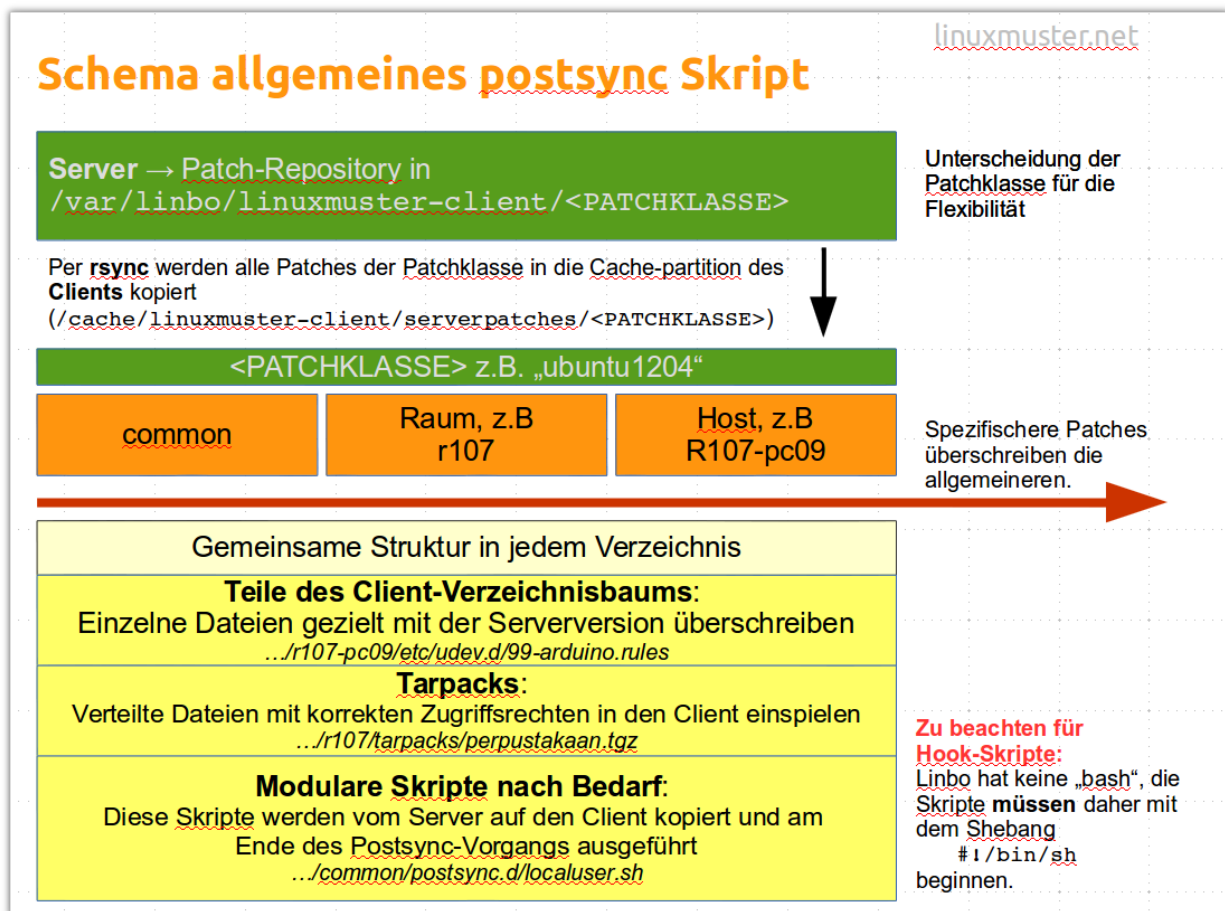 linuxmuster.net
Schema allgemeines postsync Skript
Server → Patch-Repository in
/var/linbo/linuxmuster-client/<PATCHKLASSE>
Unterscheidung der
Patchklasse für die
Flexibilität
Per rsync werden alle Patches der Patchklasse in die Cache-partition des
Clients kopiert
(/cache/linuxmuster-client/serverpatches/<PATCHKLASSE>)
<PATCHKLASSE> z.B. „ubuntu1204“
common
Raum, z.B
r107
Host, z.B
R107-pc09
Spezifischere Patches
überschreiben die
allgemeineren.
Gemeinsame Struktur in jedem Verzeichnis
Teile des Client-Verzeichnisbaums:
Einzelne Dateien gezielt mit der Serverversion überschreiben
…/r107-pc09/etc/udev.d/99-arduino.rules
Tarpacks:
Verteilte Dateien mit korrekten Zugriffsrechten in den Client einspielen
…/r107/tarpacks/perpustakaan.tgz
Modulare Skripte nach Bedarf:
Diese Skripte werden vom Server auf den Client kopiert und am
Ende des Postsync-Vorgangs ausgeführt
…/common/postsync.d/localuser.sh
Zu beachten für
Hook-Skripte:
Linbo hat keine „bash“, die
Skripte müssen daher mit
dem Shebang
#!/bin/sh
beginnen.